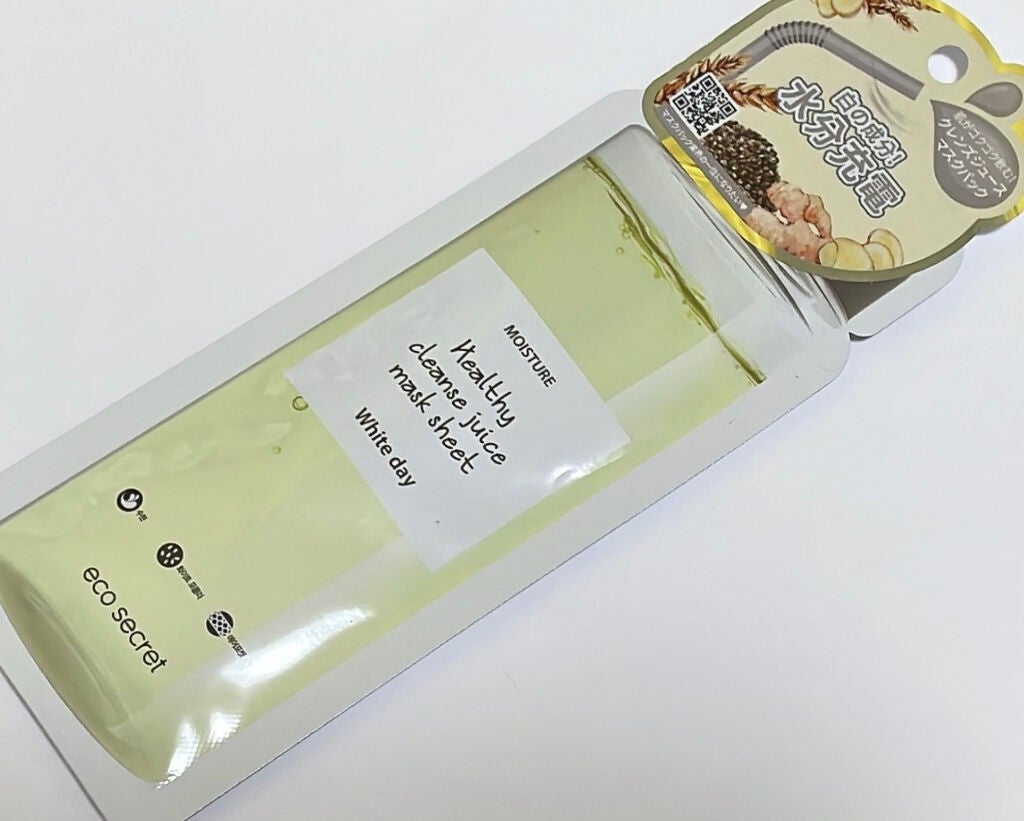 肌がゴクゴク飲む!
クレンズジュース
マスクパック
白の成分!
水分充電
MOISTURE
Healthy
cleanse juice
mask sheet
White day
수분
eco secret